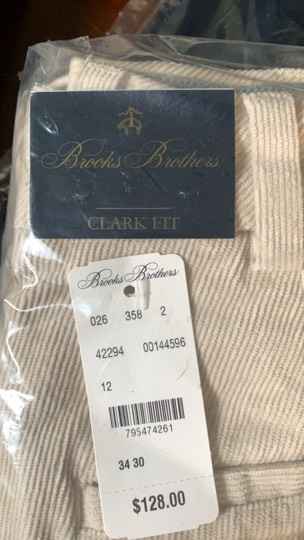 Brooks Brothers
CLARK FIT
Brooks Brothers
026 358 2
42294 00144596
12
795474261
34 30
$128.00